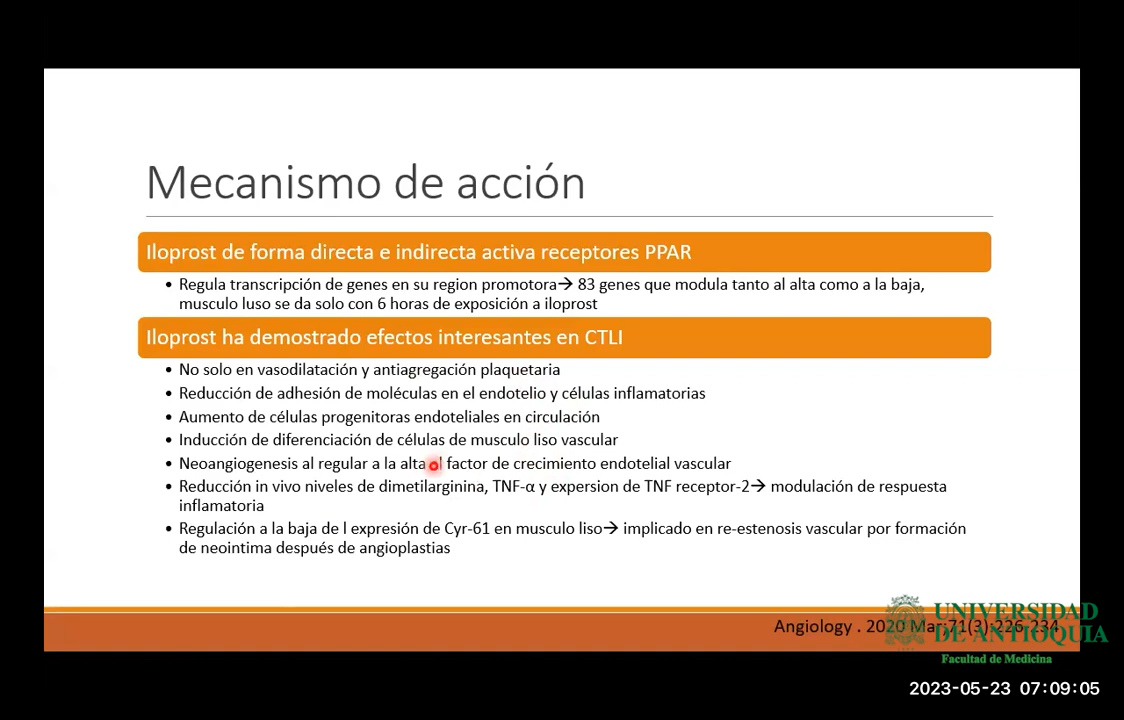 Mecanismo de acción
Iloprost de forma directa e indirecta activa receptores PPAR
• Regula transcripción de genes en su region promotora→ 83 genes que modula tanto al alta como a la baja,
musculo luso se da solo con 6 horas de exposición a iloprost
Iloprost ha demostrado efectos interesantes en CTLI
• No solo en vasodilatación y antiagregación plaquetaria
• Reducción de adhesión de moléculas en el endotelio y células inflamatorias
• Aumento de células progenitoras endoteliales en circulación
• Inducción de diferenciación de células de musculo liso vascular
• Neoangiogenesis al regular a la alta el factor de crecimiento endotelial vascular
• Reducción in vivo niveles de dimetilarginina, TNF-α y expersion de TNF receptor-2→ modulación de respuesta
inflamatoria
• Regulación a la baja de l expresión de Cyr-61 en musculo liso→ implicado en re-estenosis vascular por formación
de neointima después de angioplastias
Angiology . 2020 Mar;71(3):226-234
UNIVERSIDAD
DE ANTIOQUIA
Facultad de Medicina
2023-05-23 07:09:05